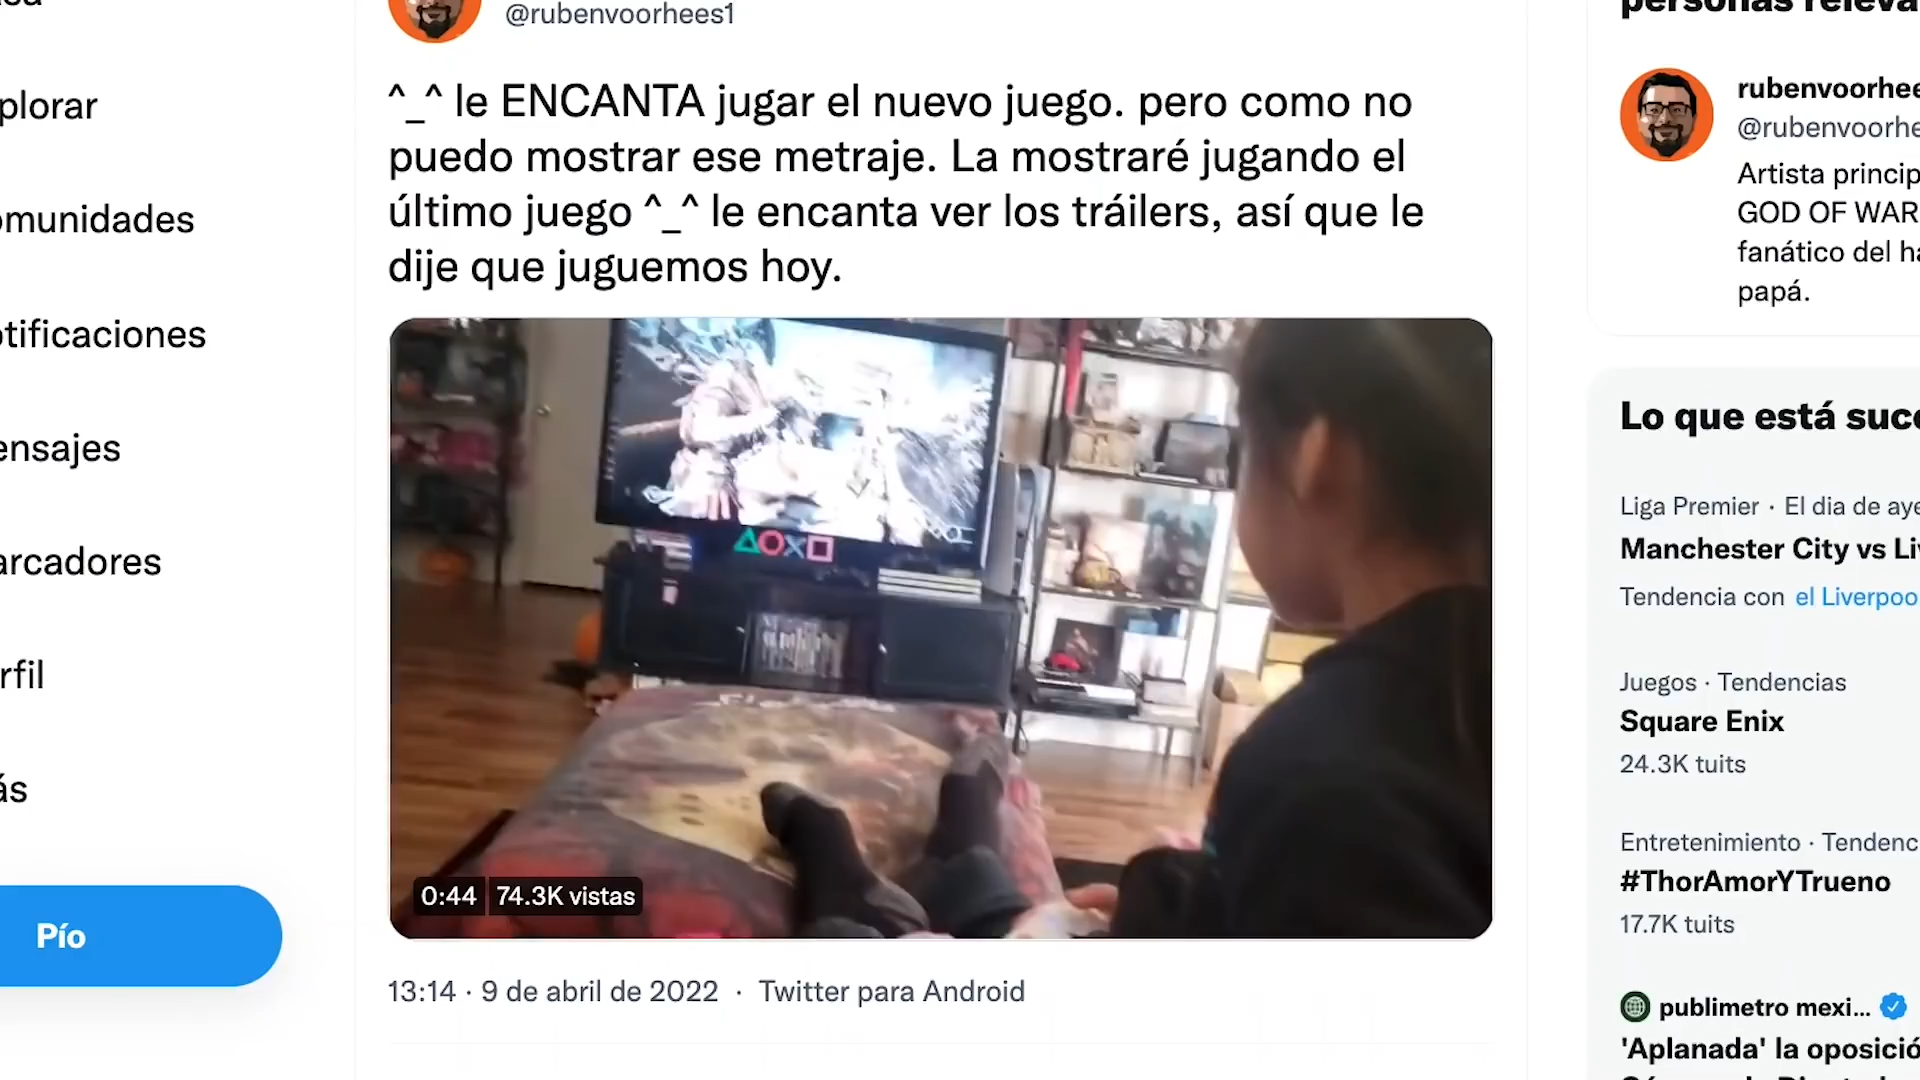 @rubenvoorhees1
^_^ le ENCANTA jugar el nuevo juego. pero como no
puedo mostrar ese metraje. La mostraré jugando el
último juego ^_^ le encanta ver los tráilers, así que le
dije que juguemos hoy.
0:44 74.3K vistas
13:14 · 9 de abril de 2022 · Twitter para Android
plorar
omunidades
otificaciones
ensajes
arcadores
rfil
ás
Pío
personas releva
rubenvoorhee
@rubenvoorhe
Artista princip
GOD OF WAR
fanático del ha
papá.
Lo que está suce
Liga Premier · El dia de aye
Manchester City vs Liv
Tendencia con el Liverpoo
Juegos · Tendencias
Square Enix
24.3K tuits
Entretenimiento · Tendenc
#ThorAmorYTrueno
17.7K tuits
publimetro mexi...
'Aplanada' la oposició